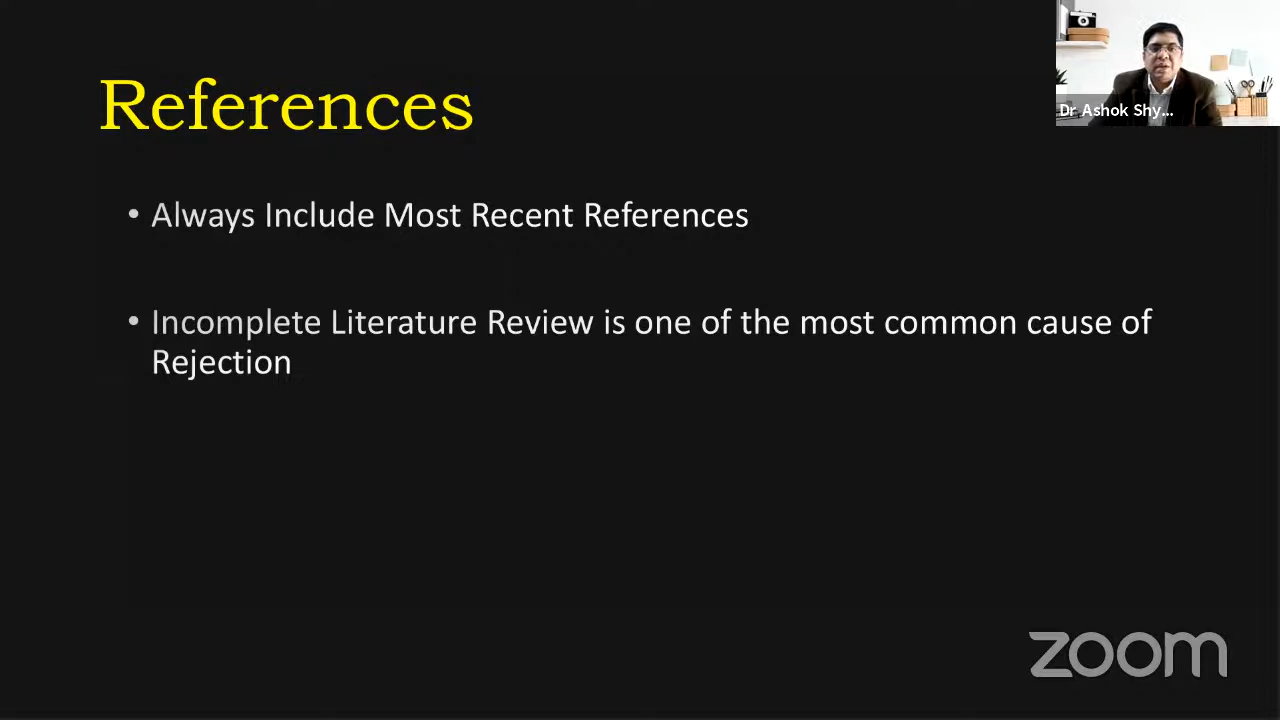 References
Dr Ashok Shy...
• Always Include Most Recent References
• Incomplete Literature Review is one of the most common cause of
Rejection
zoom